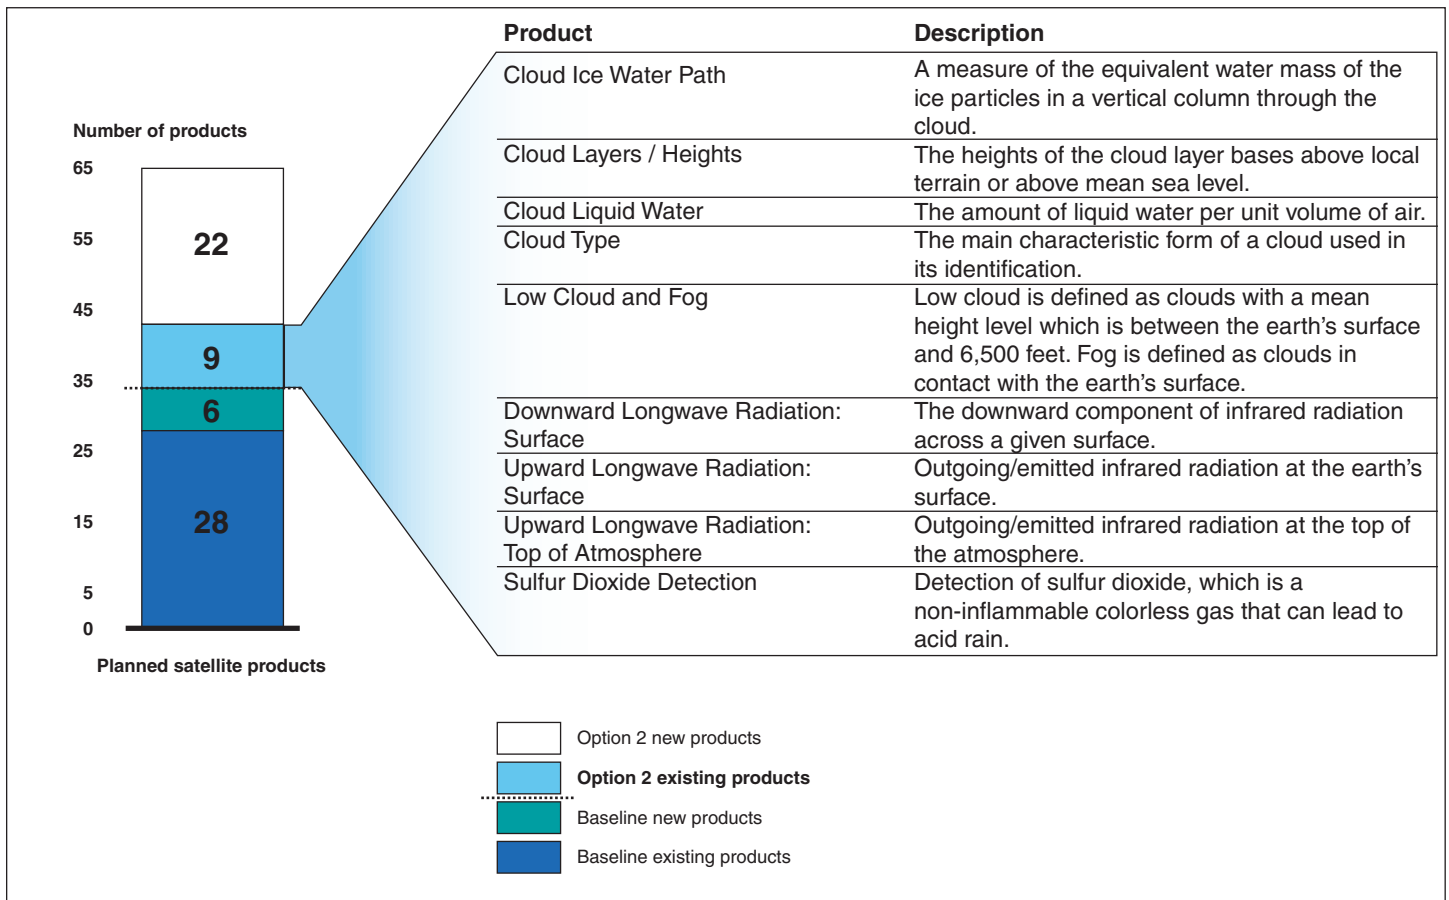 Number of products
65
55
45
35
25
15
5
0
22
9
6
28
Planned satellite products
Product Description
Cloud Ice Water Path
A measure of the equivalent water mass of the
ice particles in a vertical column through the
cloud.
Cloud Layers / Heights
The heights of the cloud layer bases above local
terrain or above mean sea level.
Cloud Liquid Water
The amount of liquid water per unit volume of air.
Cloud Type
The main characteristic form of a cloud used in
its identification.
Low Cloud and Fog
Low cloud is defined as clouds with a mean
height level which is between the earth's surface
and 6,500 feet. Fog is defined as clouds in
contact with the earth's surface.
Downward Longwave Radiation:
Surface
The downward component of infrared radiation
across a given surface.
Upward Longwave Radiation:
Surface
Outgoing/emitted infrared radiation at the earth's
surface.
Upward Longwave Radiation:
Top of Atmosphere
Outgoing/emitted infrared radiation at the top of
the atmosphere.
Sulfur Dioxide Detection
Detection of sulfur dioxide, which is a
non-inflammable colorless gas that can lead to
acid rain.
Option 2 new products
Option 2 existing products
Baseline new products
Baseline existing products